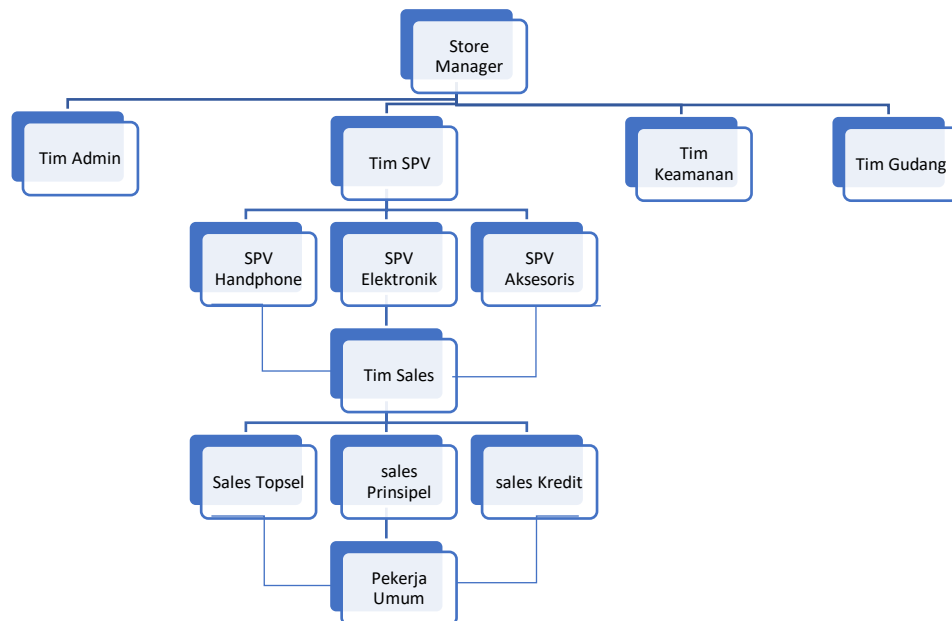 Store
Manager
Tim Admin
Tim SPV
Tim
Keamanan
Tim Gudang
SPV
Handphone
SPV
Elektronik
SPV
Aksesoris
Tim Sales
Sales Topsel
sales
Prinsipel
sales Kredit
Pekerja
Umum